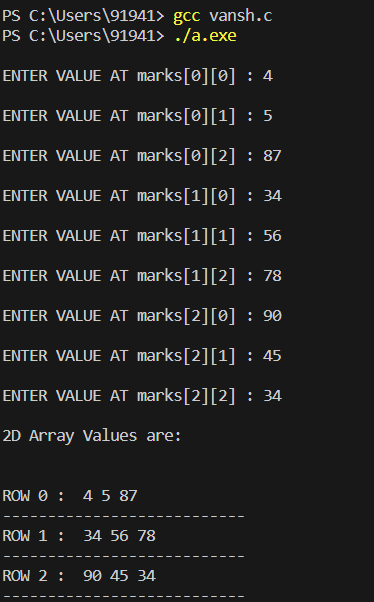 PS C:\Users\91941> gcc vansh.c
PS C:\Users\91941> ./a.exe
ENTER VALUE AT marks[0][0] : 4
ENTER VALUE AT marks[0][1] : 5
ENTER VALUE AT marks[0][2] : 87
ENTER VALUE AT marks[1][0] : 34
ENTER VALUE AT marks[1][1] : 56
ENTER VALUE AT marks[1][2] : 78
ENTER VALUE AT marks[2][0] : 90
ENTER VALUE AT marks[2][1] : 45
ENTER VALUE AT marks[2][2] : 34
2D Array Values are:
ROW 0 :  4 5 87
---------------------------
ROW 1 :  34 56 78
---------------------------
ROW 2 :  90 45 34
---------------------------